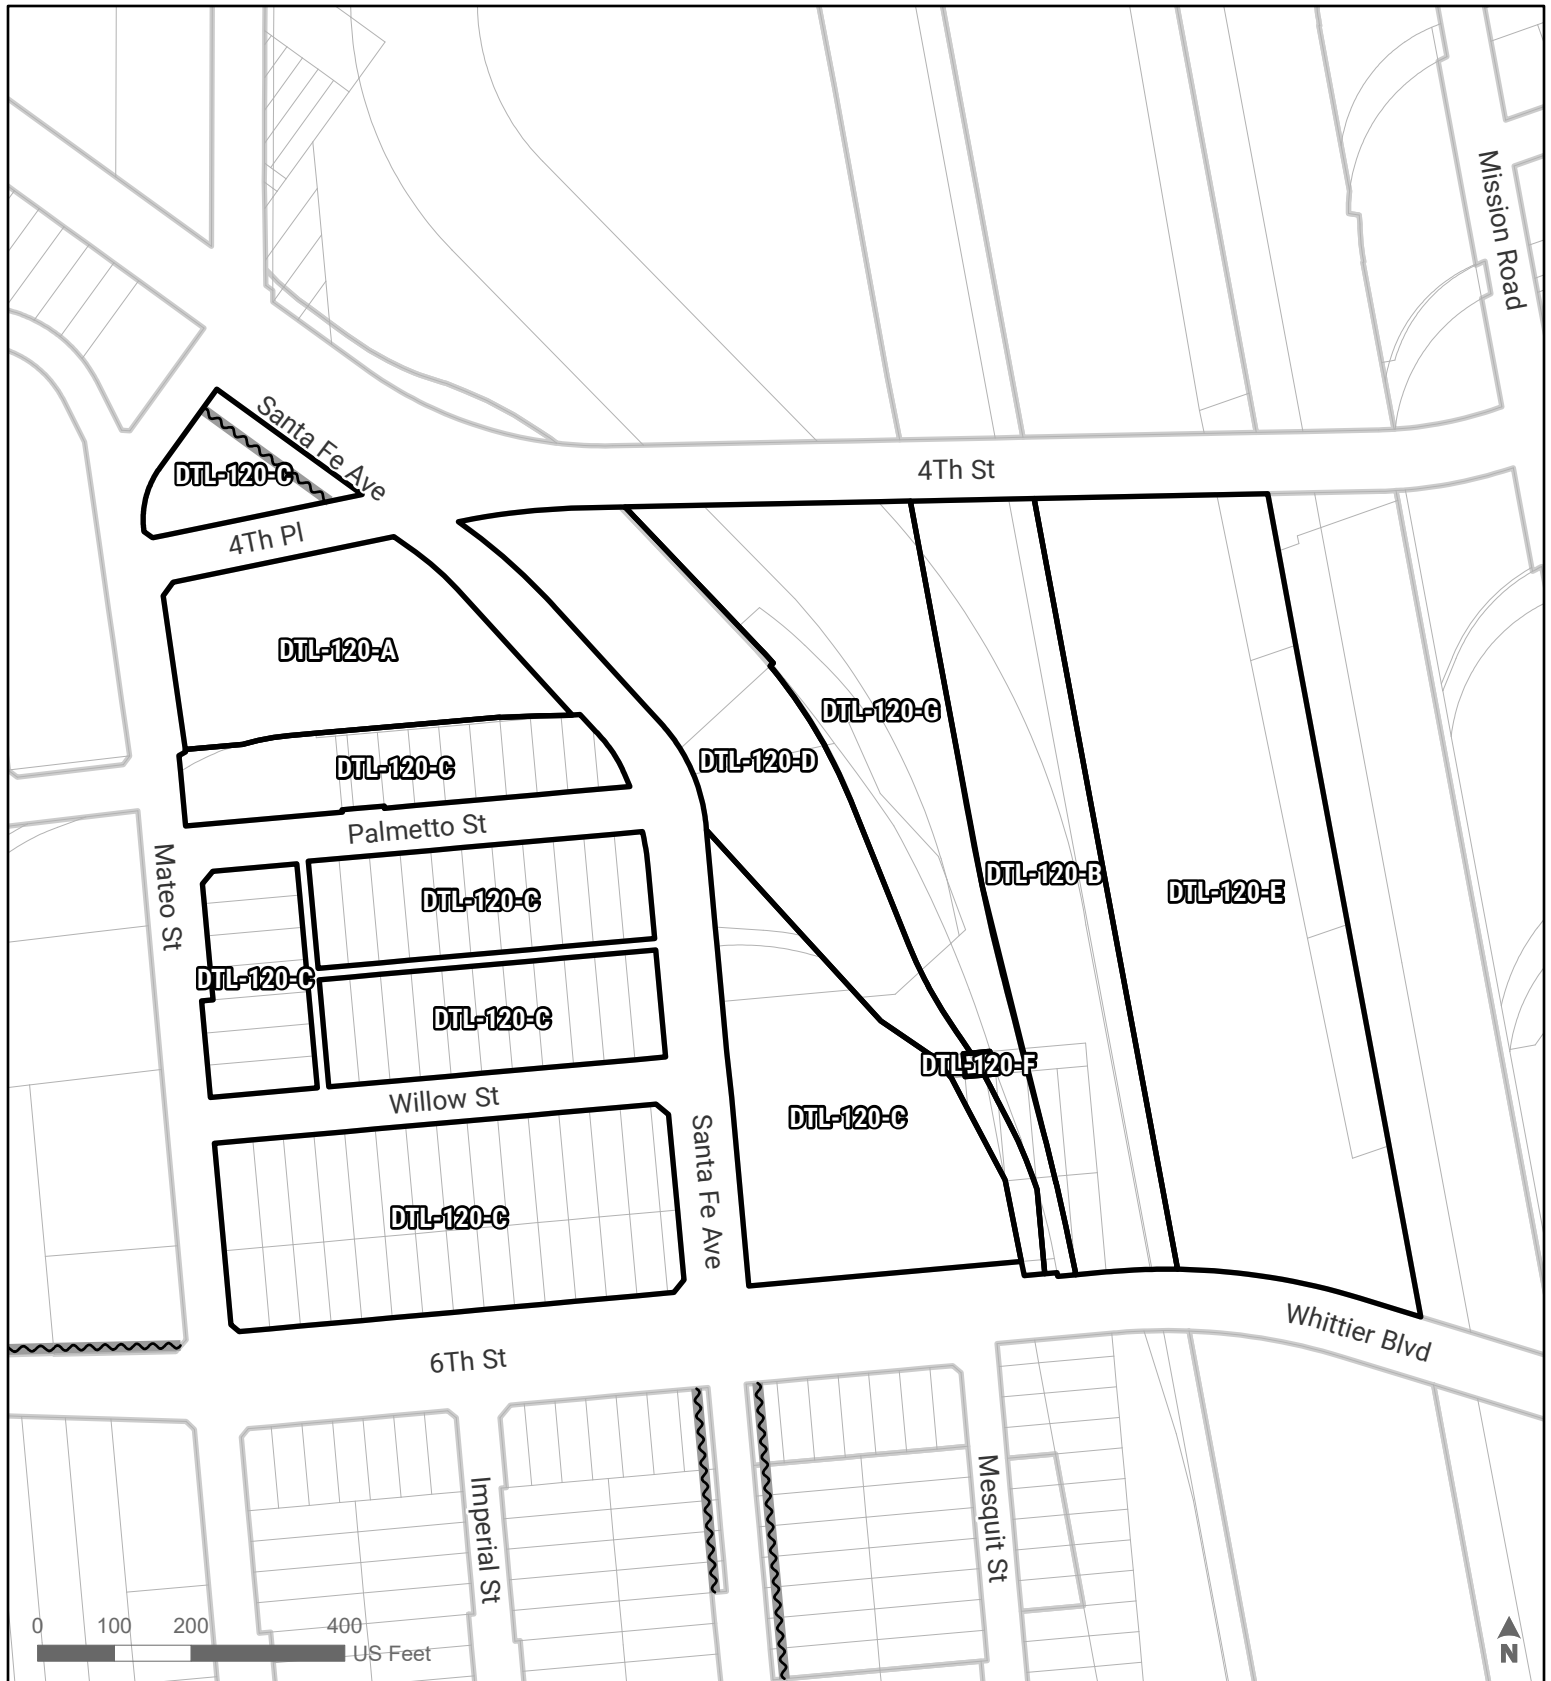 Mission Road
Santa Fe Ave
DTL-120-C
4Th St
4Th Pl
DTL-120-A
DTL-120-G
DTL-120-D
DTL-120-C
Palmetto St
Mateo St
DTL-120-B
DTL-120-E
DTL-120-C
DTL-120-C
DTL-120-C
DTL-120-F
Willow St
DTL-120-C
Santa Fe Ave
DTL-120-C
Whittier Blvd
6Th St
Imperial St
Mesquit St
0 100 200 400
US Feet
N